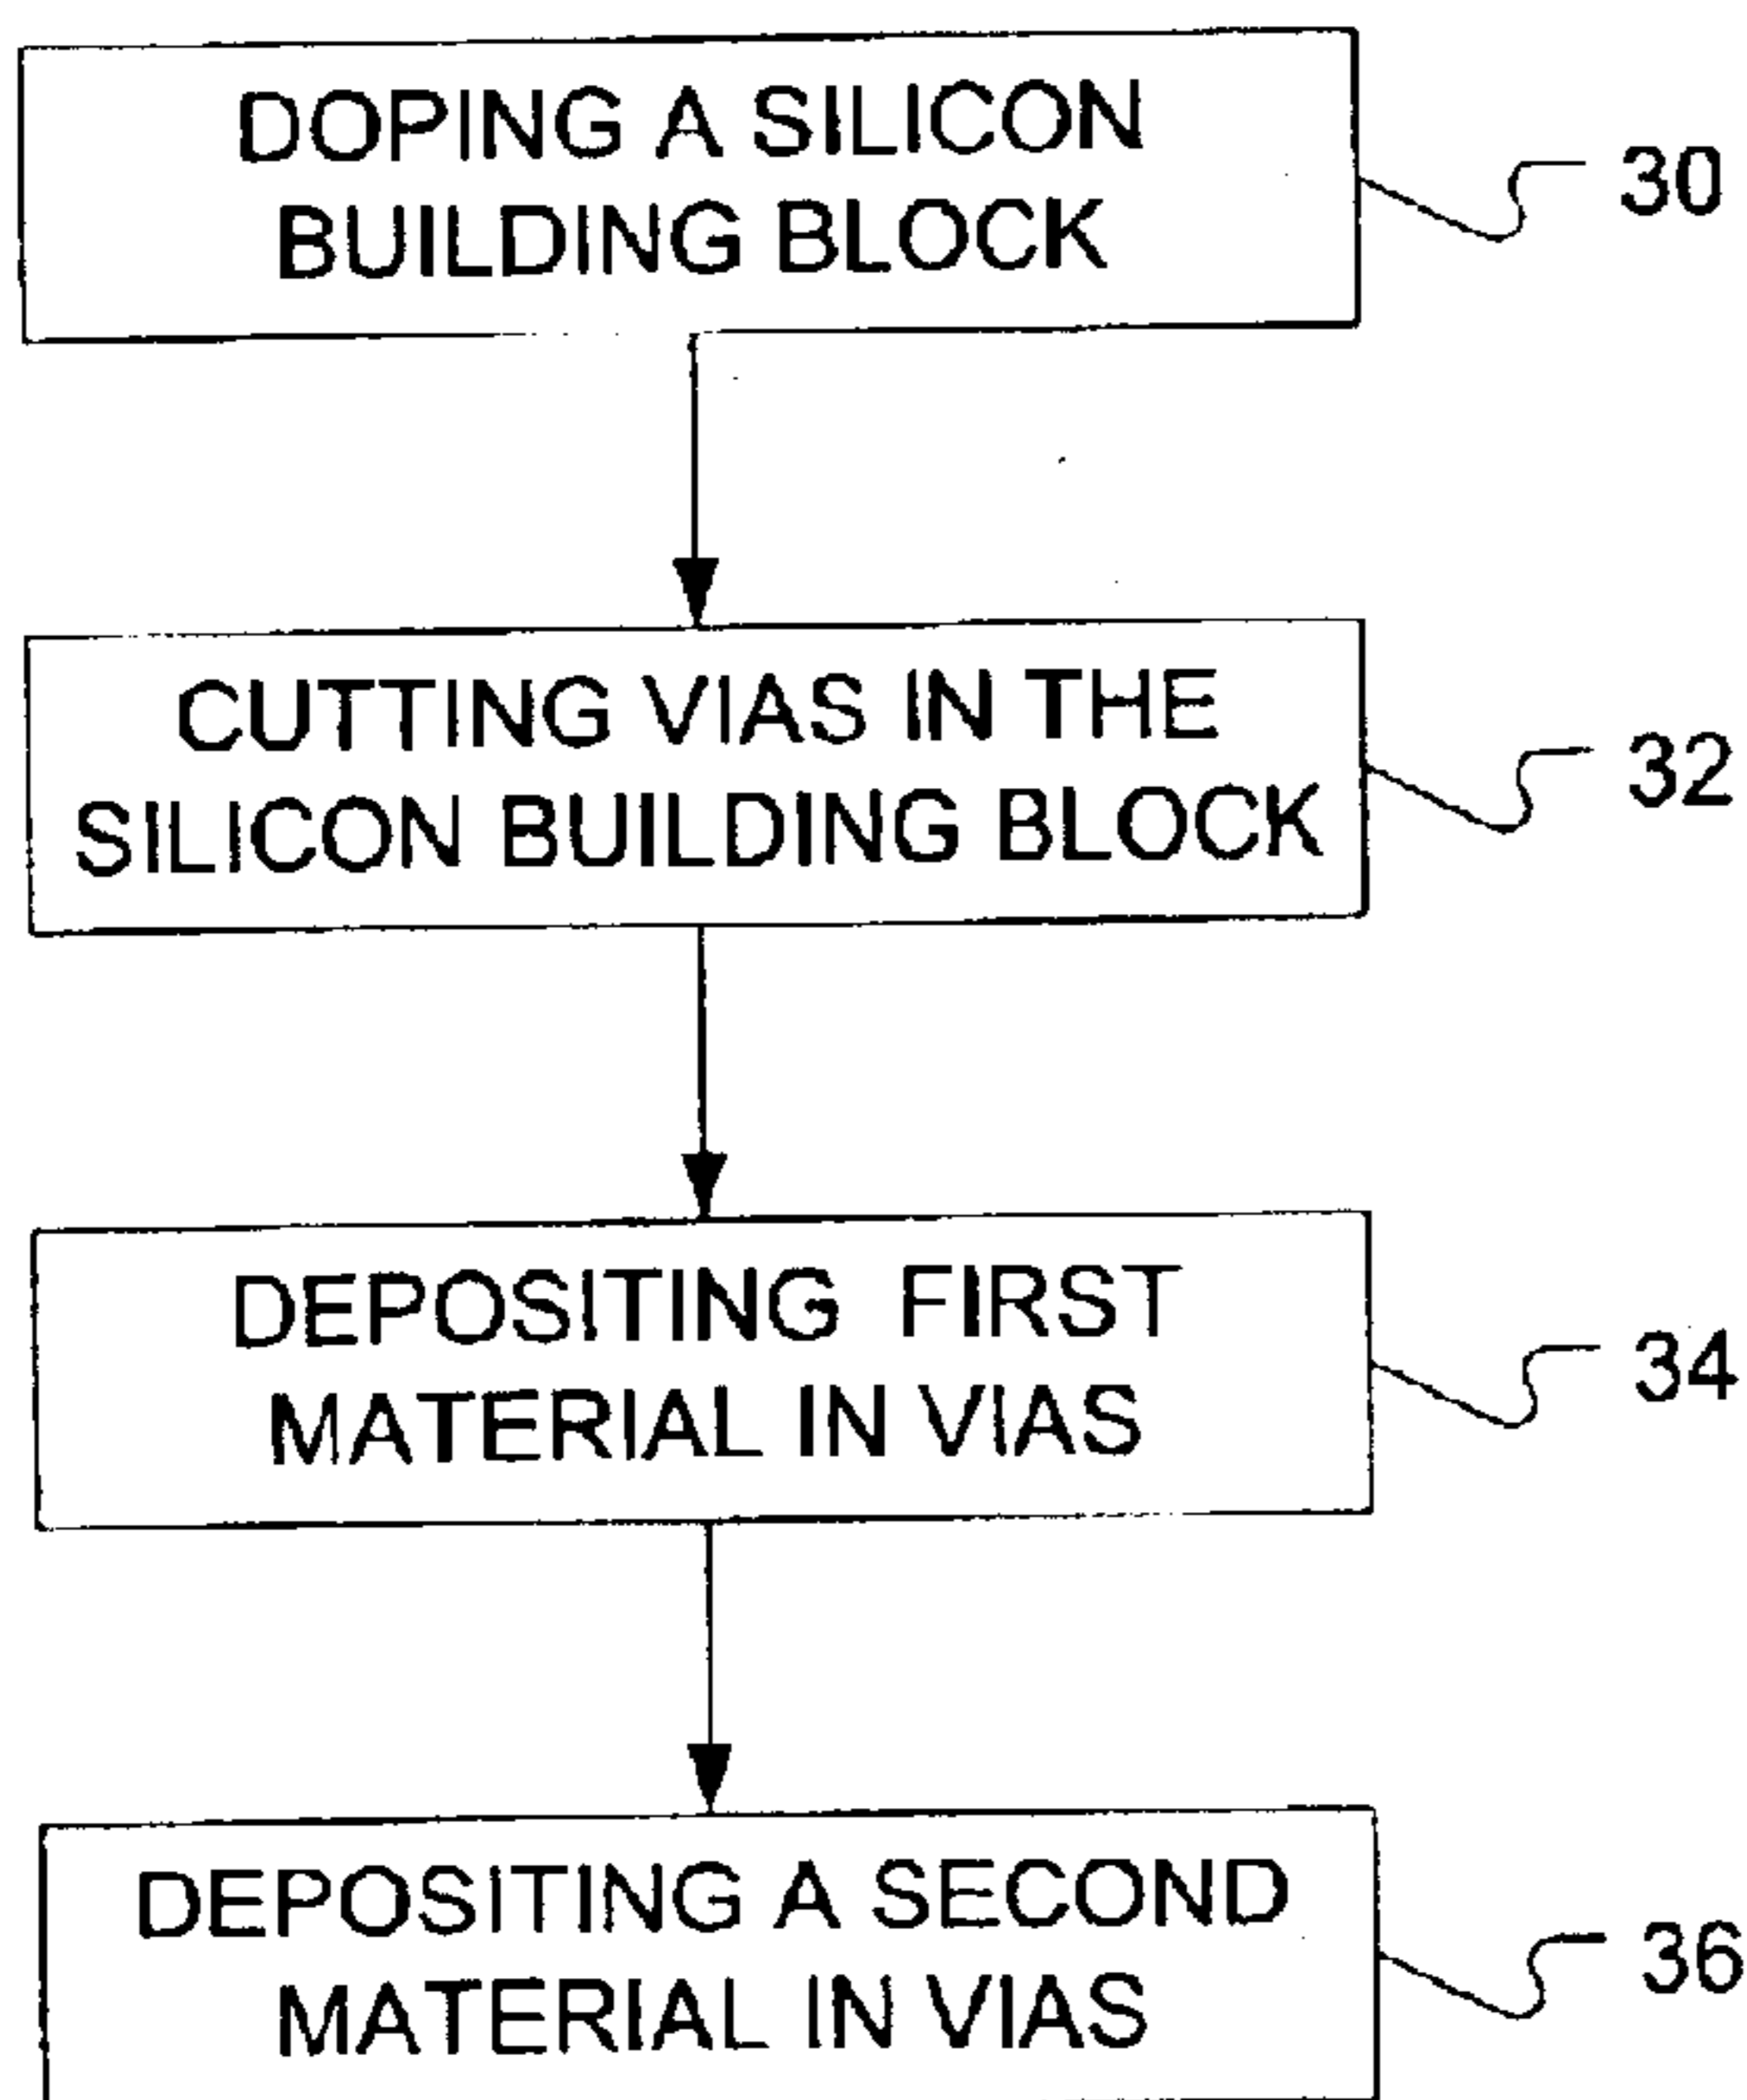 DOPING A SILICON
BUILDING BLOCK
30
CUTTING VIAS IN THE
SILICON BUILDING BLOCK
32
DEPOSITING FIRST
MATERIAL IN VIAS
34
DEPOSITING A SECOND
MATERIAL IN VIAS
36